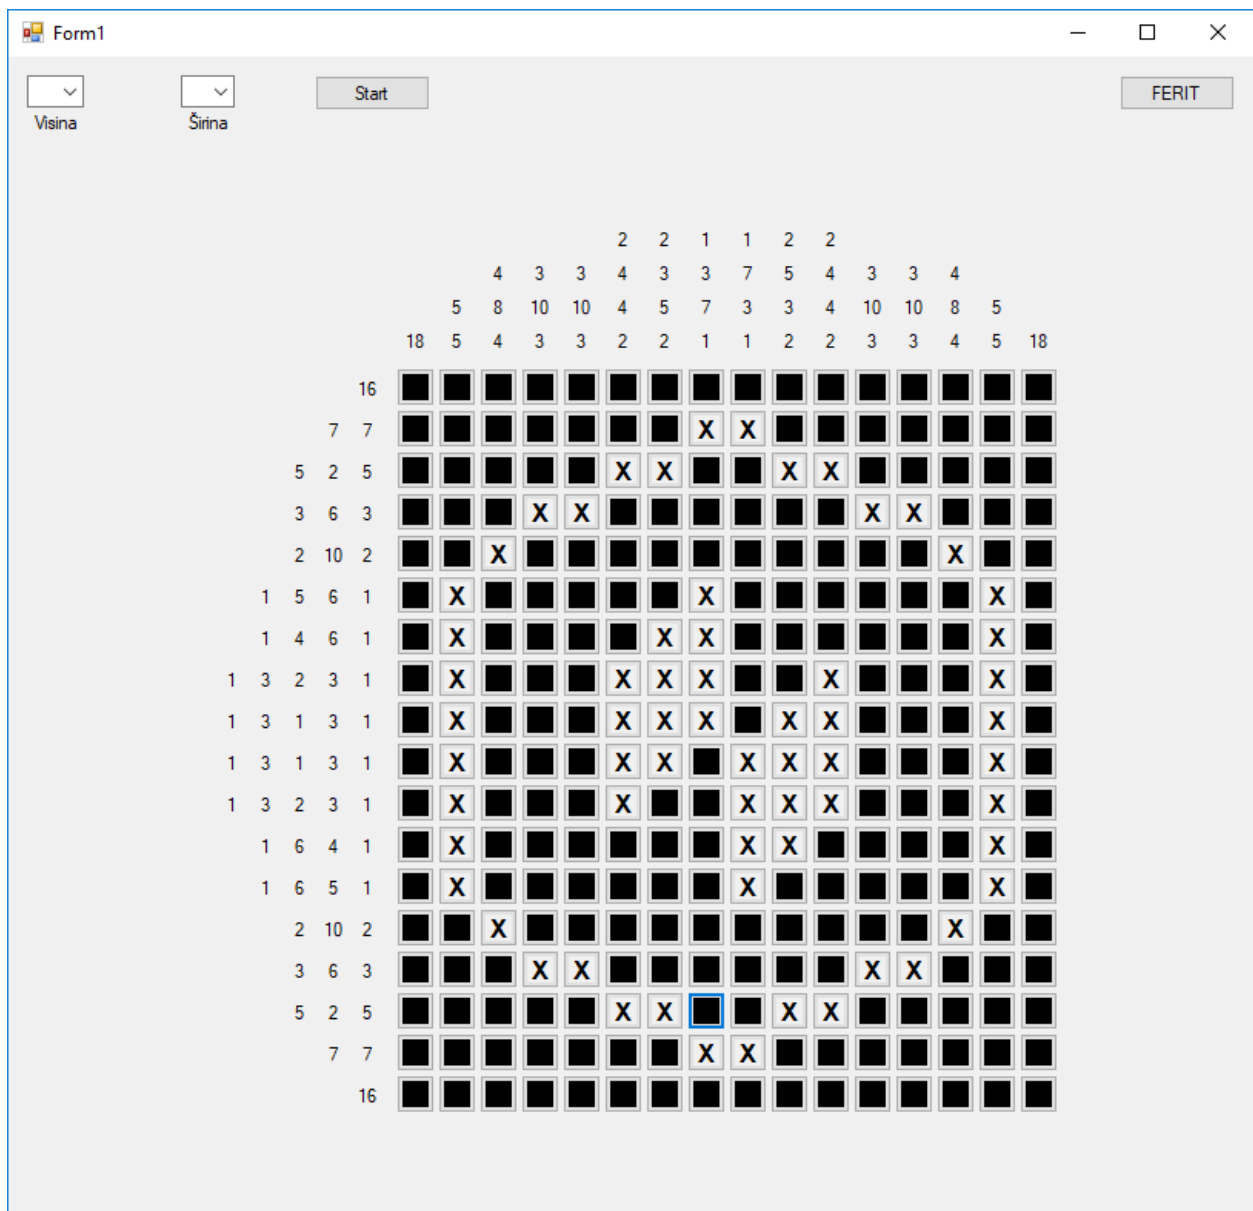 Form1
Start
FERIT
Visina
Širina
2 2 1 1 2 2
4 3 3 4 3 3 7 5 4 3 3 4
5 8 10 10 4 5 7 3 3 4 10 10 8 5
18 5 4 3 3 2 2 1 1 2 2 3 3 4 5 18
16
7 7 X X
5 2 5 X X X X
3 6 3 X X X X
2 10 2 X X
1 5 6 1 X X X
1 4 6 1 X X X X
1 3 2 3 1 X X X X X X
1 3 1 3 1 X X X X X X X
1 3 1 3 1 X X X X X X X
1 3 2 3 1 X X X X X X
1 6 4 1 X X X X
1 6 5 1 X X X
2 10 2 X X
3 6 3 X X X X
5 2 5 X X X X
7 7 X X
16